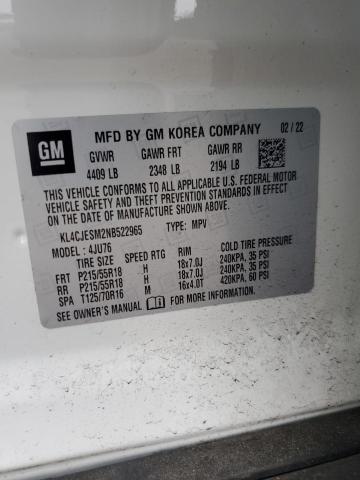 GM
MFD BY GM KOREA COMPANY 02 / 22
GVWR GAWR FRT GAWR RR
4409 LB 2348 LB 2194 LB
THIS VEHICLE CONFORMS TO ALL APPLICABLE U.S. FEDERAL MOTOR
VEHICLE SAFETY AND THEFT PREVENTION STANDARDS IN EFFECT ON
THE DATE OF MANUFACTURE SHOWN ABOVE.
KL4CJESM2NB522965 TYPE: MPV
MODEL : 4JU76
TIRE SIZE SPEED RTG RIM COLD TIRE PRESSURE
FRT P215/55R18 H 18x7.0J 240KPA, 35 PSI
RR P215/55R18 H 18x7.0J 240KPA, 35 PSI
SPA T125/70R16 M 16x4.0T 420KPA, 60 PSI
SEE OWNER'S MANUAL FOR MORE INFORMATION.